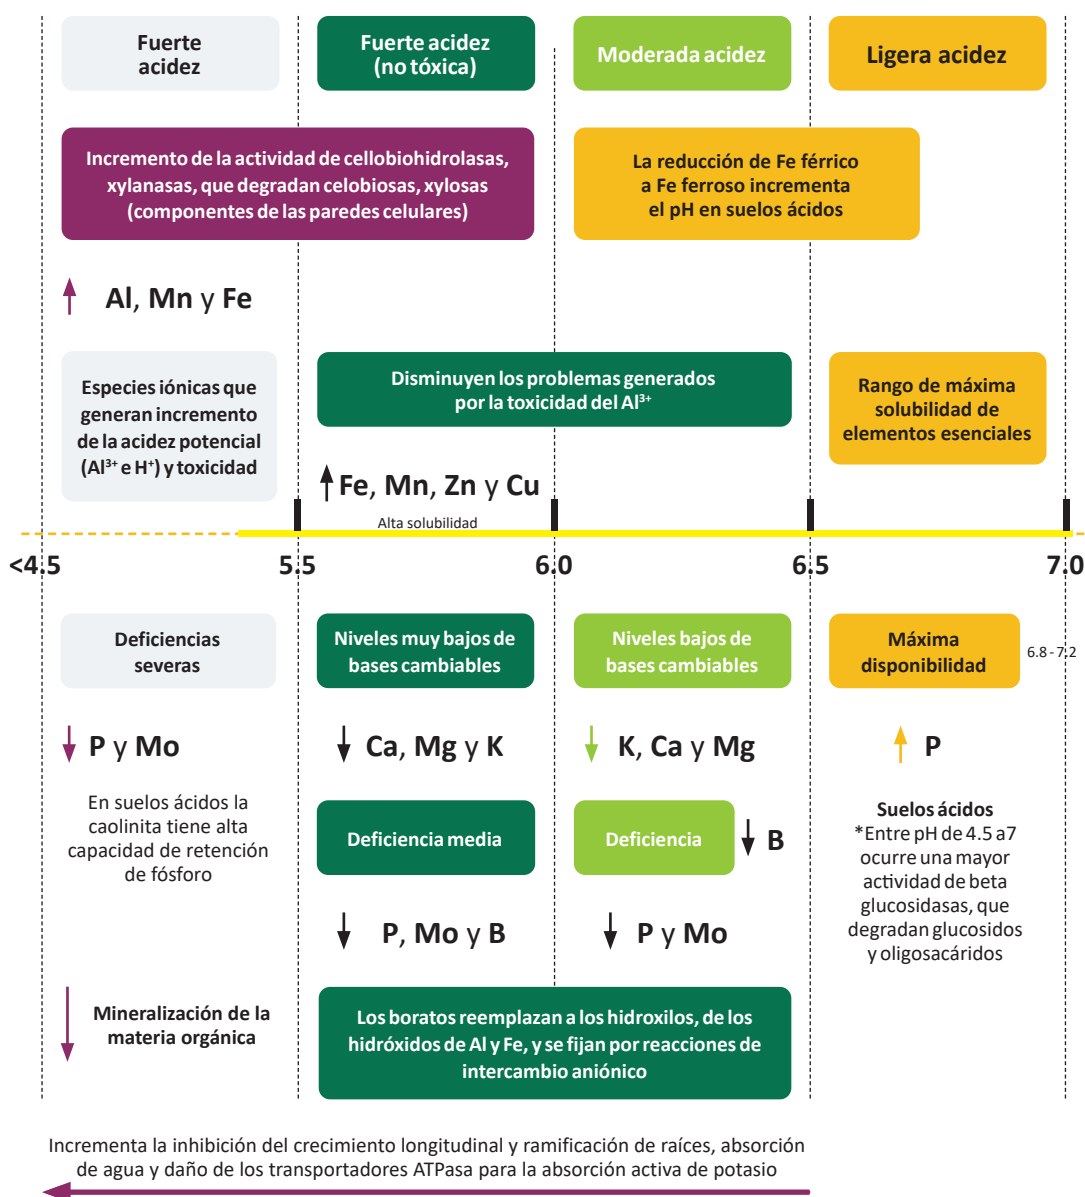 Fuerte
acidez
Fuerte acidez
(no tóxica)
Moderada acidez
Ligera acidez
Incremento de la actividad de cellobiohidrolasas,
xylanasas, que degradan celobiosas, xylosas
(componentes de las paredes celulares)
La reducción de Fe férrico
a Fe ferroso incrementa
el pH en suelos ácidos
Al, Mn y Fe
Especies iónicas que
generan incremento
de la acidez potencial
(Al³⁺ e H⁺) y toxicidad
Disminuyen los problemas generados
por la toxicidad del Al³⁺
Rango de máxima
solubilidad de
elementos esenciales
Fe, Mn, Zn y Cu
Alta solubilidad
<4.5 5.5 6.0 6.5 7.0
Deficiencias
severas
Niveles muy bajos de
bases cambiables
Niveles bajos de
bases cambiables
Máxima
disponibilidad
6.8 - 7.2
P y Mo
Ca, Mg y K
K, Ca y Mg
P
En suelos ácidos la
caolinita tiene alta
capacidad de retención
de fósforo
Deficiencia media
Deficiencia
B
Suelos ácidos
*Entre pH de 4.5 a7
ocurre una mayor
actividad de beta
glucosidasas, que
degradan glucosidos
y oligosacáridos
P, Mo y B
P y Mo
Mineralización de la
materia orgánica
Los boratos reemplazan a los hidroxilos, de los
hidróxidos de Al y Fe, y se fijan por reacciones de
intercambio aniónico
Incrementa la inhibición del crecimiento longitudinal y ramificación de raíces, absorción
de agua y daño de los transportadores ATPasa para la absorción activa de potasio